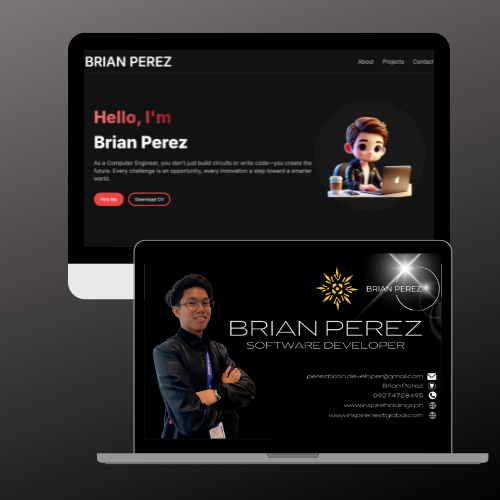 BRIAN PEREZ
About Projects Contact
Hello, I'm
Brian Perez
As a Computer Engineer, you don't just build circuits or write code—you create the
future. Every challenge is an opportunity, every innovation a step toward a smarter
world.
Hire Me Download CV
BRIAN PEREZ
BRIAN PEREZ
SOFTWARE DEVELOPER
perezbrian.developer@gmail.com
Brian Perez
09274728495
www.inspireholdings.ph
www.inspirenextglobal.com